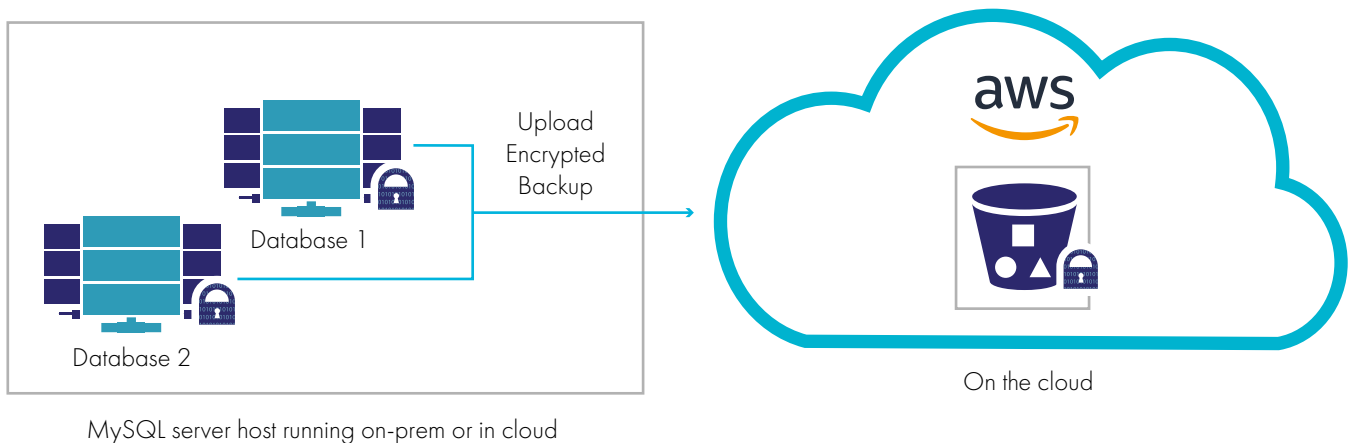 Upload
Encrypted
Backup
Database 1
Database 2
MySQL server host running on-prem or in cloud
aws
On the cloud